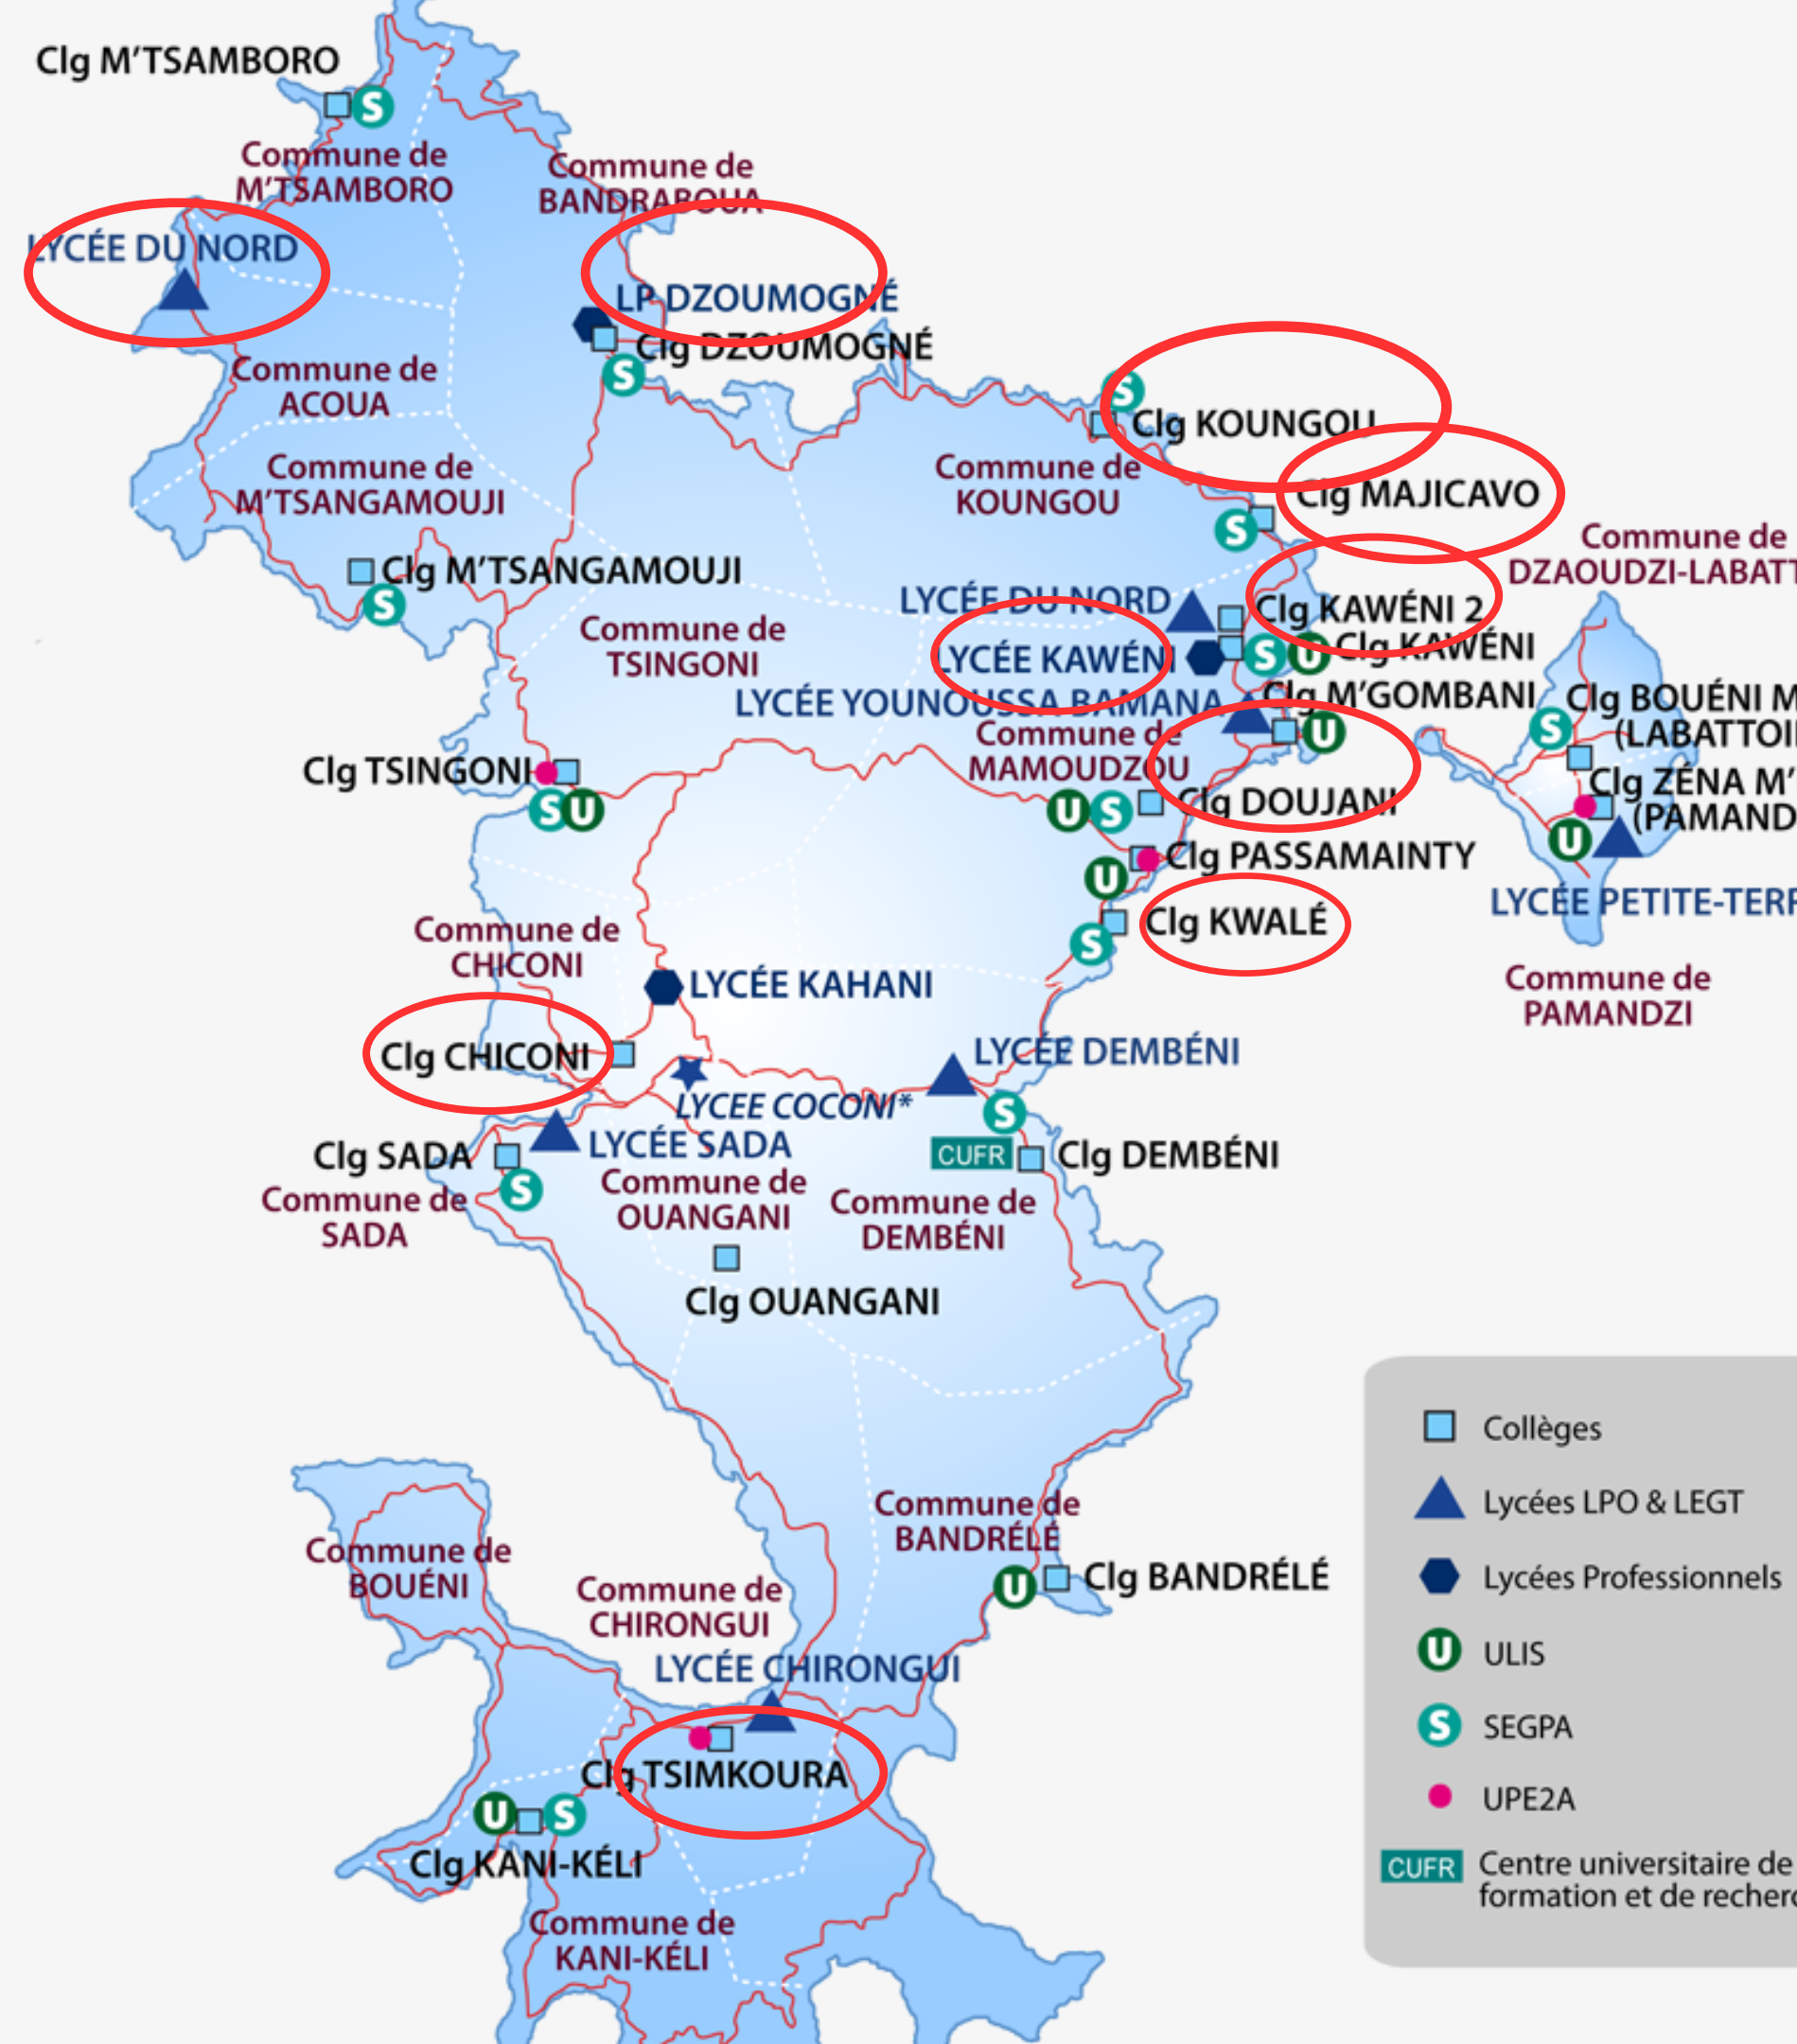 Clg M'TSAMBORO
S
Commune de
M'TSAMBORO
Commune de
BANDRABOUA
LYCÉE DU NORD
LP DZOUMOGNÉ
Clg DZOUMOGNÉ
S
Commune de
ACOUA
S
Clg KOUNGOU
Commune de
M'TSANGAMOUJI
Commune de
KOUNGOU
Clg MAJICAVO
S
Commune de
DZAOUDZI-LABATT
Clg M'TSANGAMOUJI
S
LYCÉE DU NORD
Clg KAWÉNI 2
Commune de
TSINGONI
LYCÉE KAWÉNI
S U Clg KAWÉNI
LYCÉE YOUNOUSSA BAMANA
Clg M'GOMBANI
U
Clg BOUÉNI M
(LABATTOI
S
Commune de
MAMOUDZOU
Clg TSINGONI
S U
U S Clg DOUJANI
Clg ZÉNA M'
(PAMAND
U
Clg PASSAMAINTY
U
LYCÉE PETITE-TERR
Clg KWALÉ
S
Commune de
CHICONI
LYCÉE KAHANI
Commune de
PAMANDZI
Clg CHICONI
LYCÉE DEMBÉNI
LYCEE COCONI*
S
Clg SADA
LYCÉE SADA
CUFR Clg DEMBÉNI
S
Commune de
SADA
Commune de
OUANGANI
Commune de
DEMBÉNI
Clg OUANGANI
Commune de
BANDRÉLÉ
Commune de
BOUÉNI
U Clg BANDRÉLÉ
Commune de
CHIRONGUI
LYCÉE CHIRONGUI
Clg TSIMKOURA
U S
Clg KANI-KÉLI
Commune de
KANI-KÉLI
Collèges
Lycées LPO & LEGT
Lycées Professionnels
U ULIS
S SEGPA
UPE2A
CUFR Centre universitaire de
formation et de recher